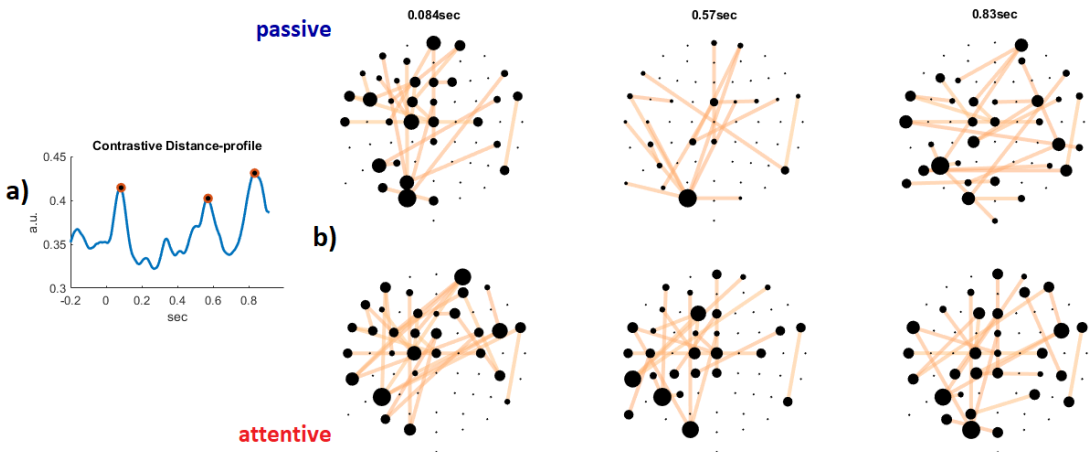 passive
0.084sec
0.57sec
0.83sec
a)
Contrastive Distance-profile
0.45
0.4
0.35
0.3
a.u.
-0.2
0
0.2
0.4
0.6
0.8
sec
b)
attentive